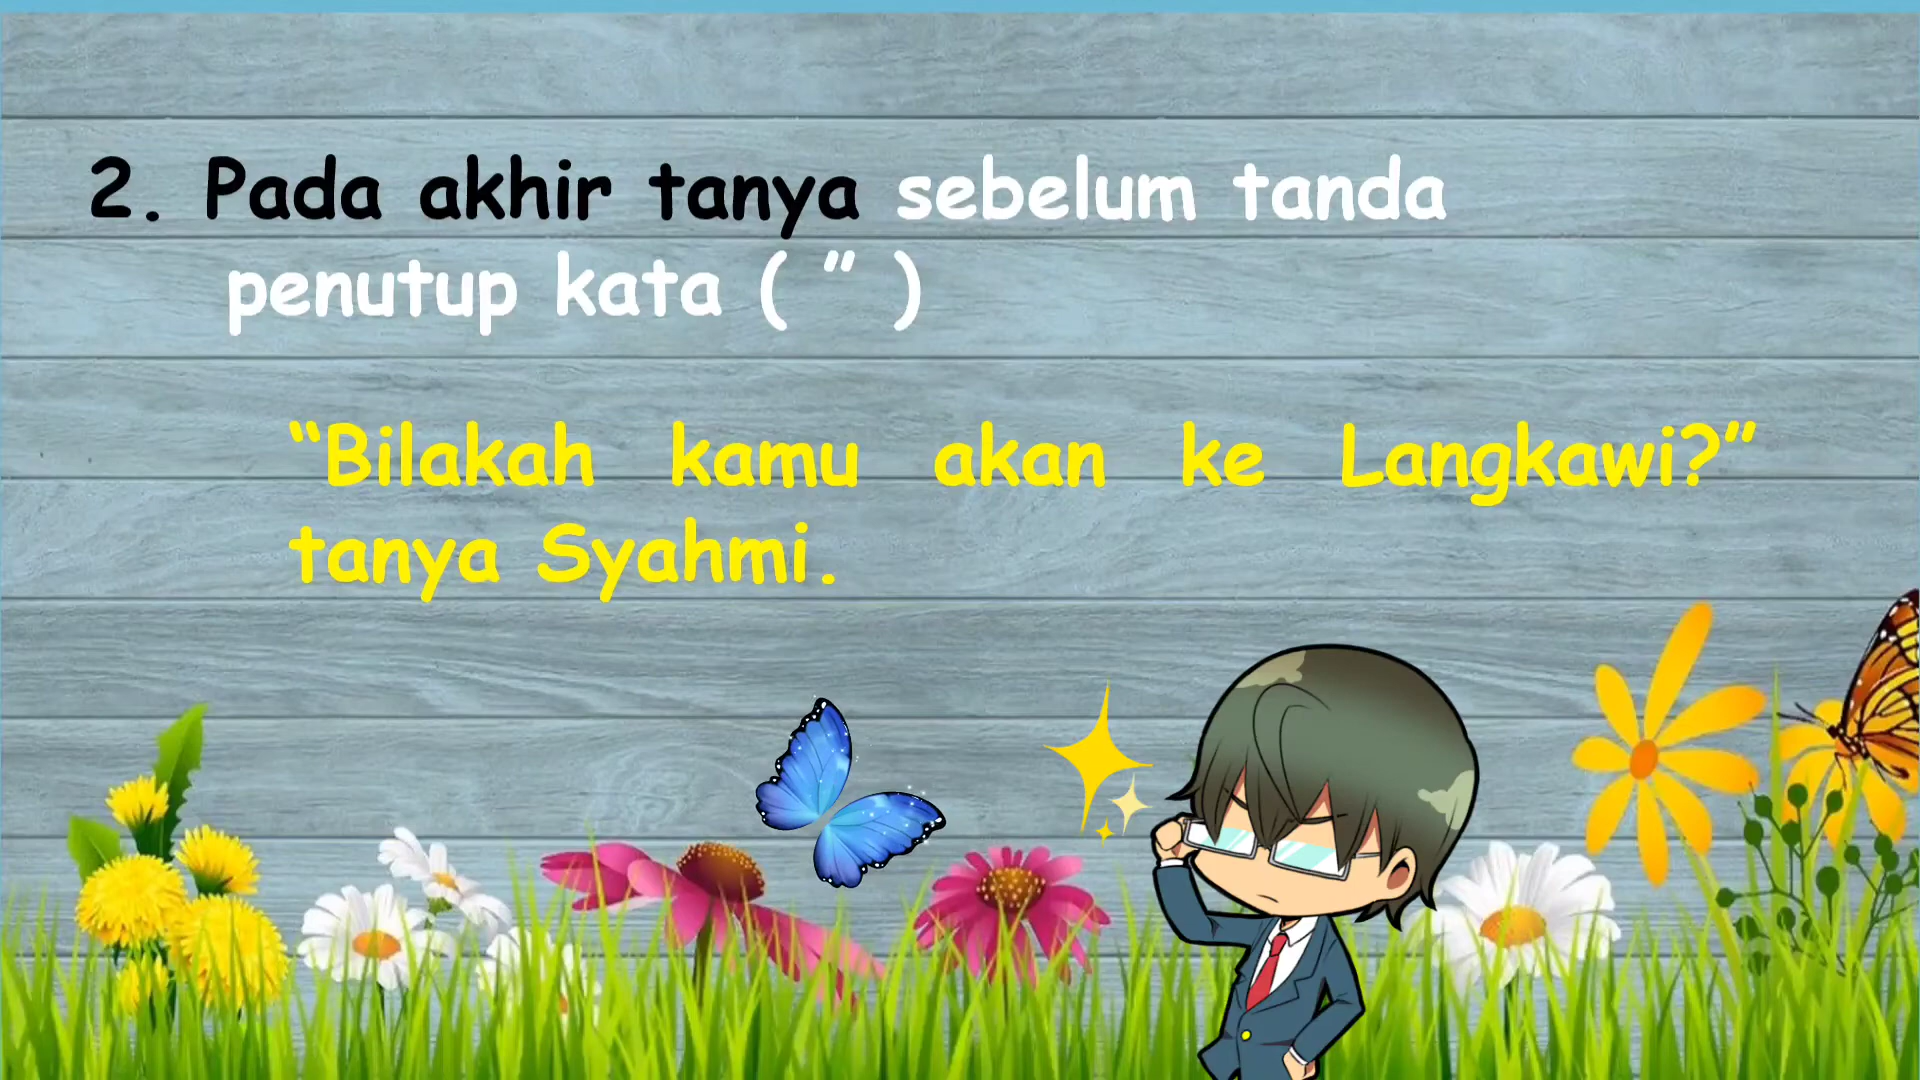 2. Pada akhir tanya sebelum tanda
penutup kata ( ” )
“Bilakah kamu akan ke Langkawi?”
tanya Syahmi.